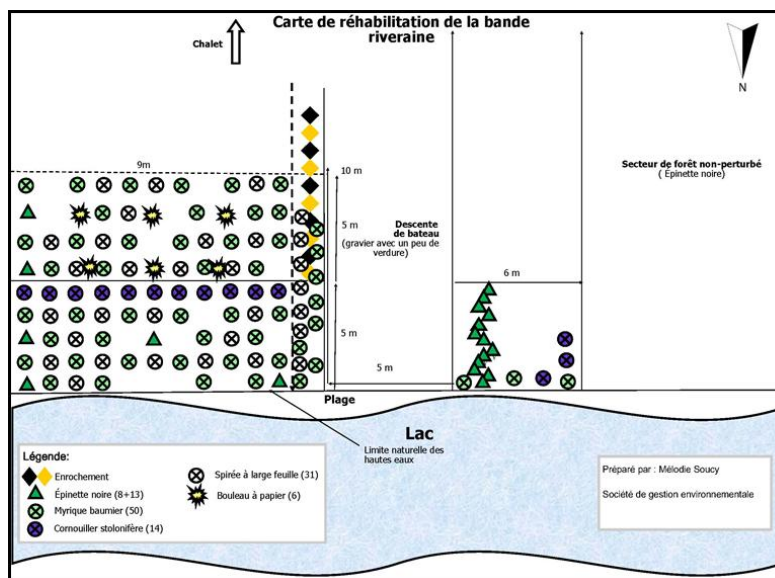 Carte de réhabilitation de la bande
riveraine
Chalet
N
9m
10 m
Secteur de forêt non-perturbé
( Épinette noire)
5 m
Descente
de bateau
(gravier avec un peu de
verdure)
6 m
5 m
5 m
Plage
Lac
Limite naturelle des
hautes eaux
Légende:
Enrochement
Épinette noire (8+13)
Myrique baumier (50)
Cornouiller stolonifère (14)
Spirée à large feuille (31)
Bouleau à papier (6)
Préparé par : Mélodie Soucy
Société de gestion environnementale